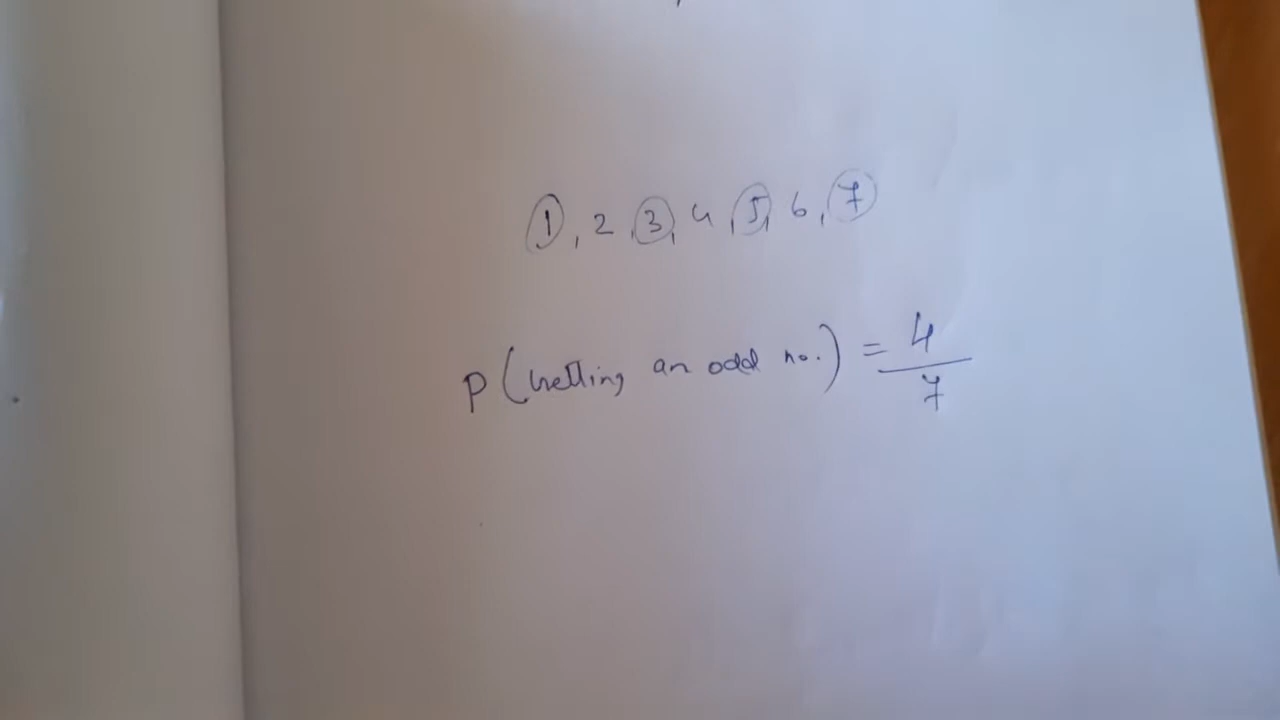 1, 2, 3, 4, 5, 6, 7
P(Getting an odd no.) = 4/7